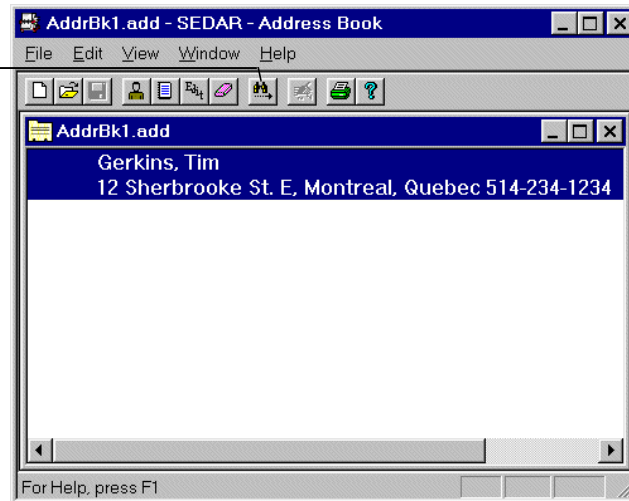 AddrBk1.add - SEDAR - Address Book
File Edit View Window Help
Edit
AddrBk1.add
Gerkins, Tim
12 Sherbrooke St. E, Montreal, Quebec 514-234-1234
For Help, press F1